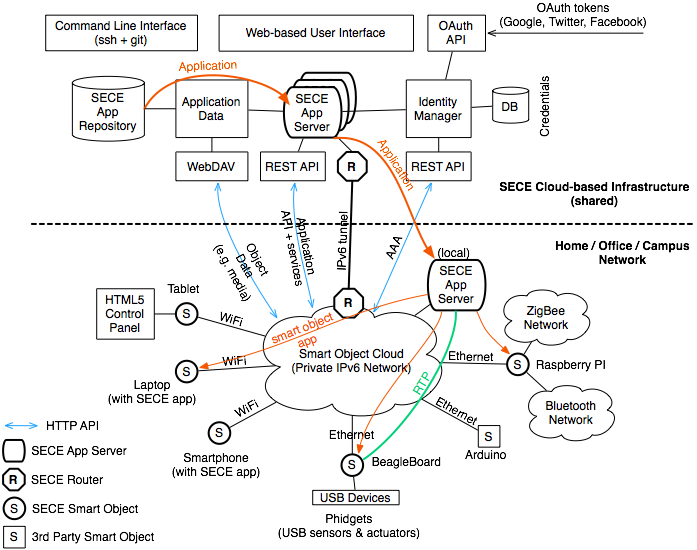 Command Line Interface
(ssh + git)
Web-based User Interface
OAuth
API
OAuth tokens
(Google, Twitter, Facebook)
Application
SECE
App
Repository
Application
Data
SECE
App
Server
Identity
Manager
DB
Credentials
WebDAV
REST API
R
Application
REST API
SECE Cloud-based Infrastructure
(shared)
Object
Data
(e.g. media)
Application
API + services
IPv6 tunnel
AAA
Home / Office / Campus
Network
(local)
SECE
App
Server
HTML5
Control
Panel
Tablet
S
WiFi
R
smart object
app
Smart Object Cloud
(Private IPv6 Network)
ZigBee
Network
Ethernet
S
Raspberry PI
WiFi
S
Laptop
(with SECE app)
RTP
Bluetooth
Network
WiFi
S
Smartphone
(with SECE app)
Ethernet
S
BeagleBoard
Ethernet
S
Arduino
USB Devices
Phidgets
(USB sensors & actuators)
HTTP API
SECE App Server
R
SECE Router
S
SECE Smart Object
S
3rd Party Smart Object